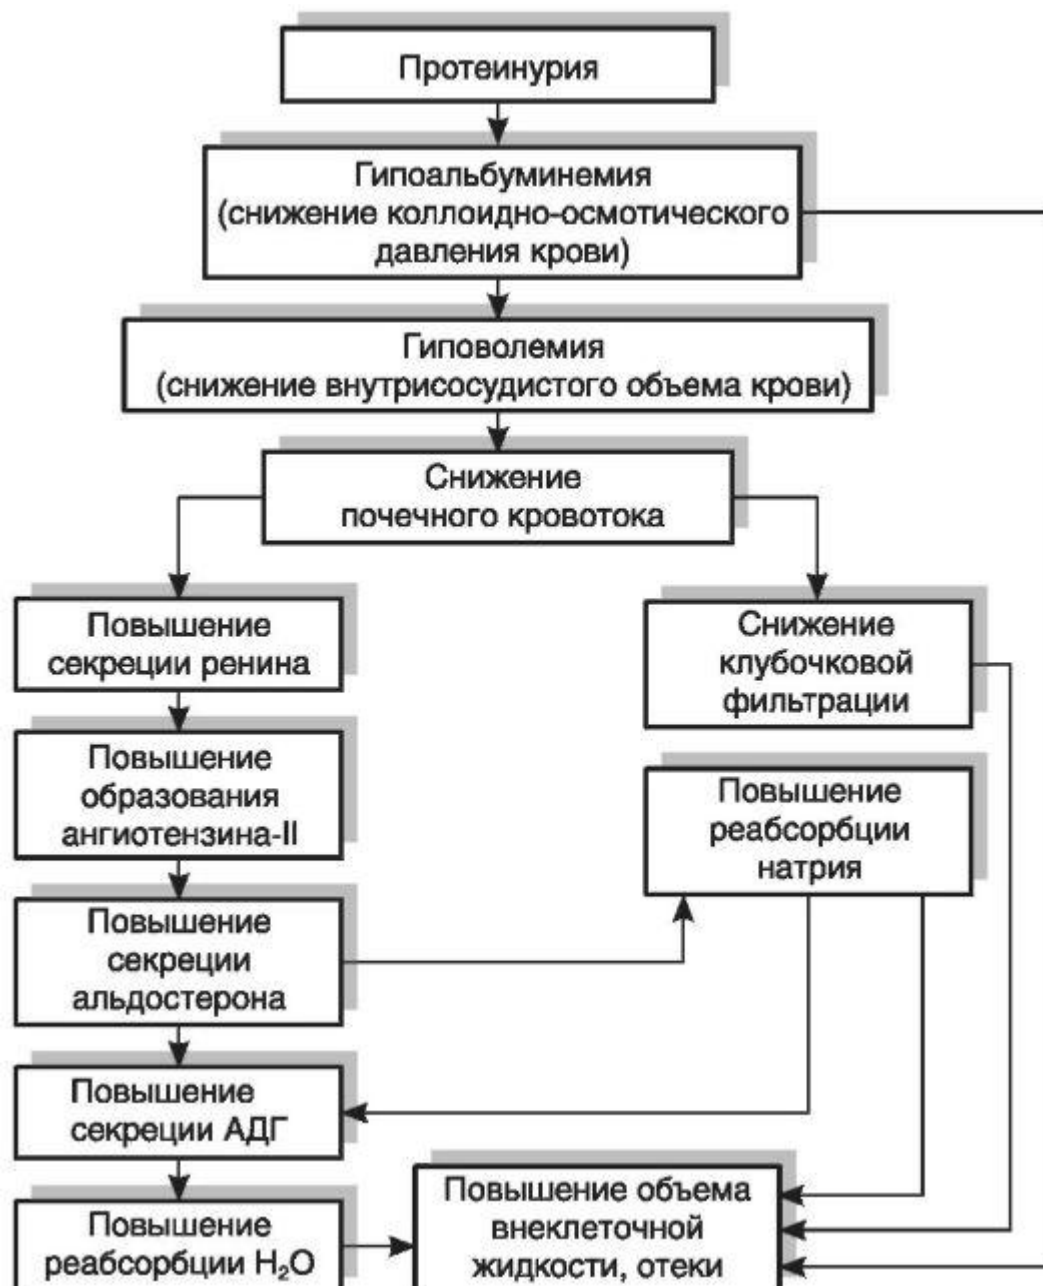 Протеинурия
Гипоальбуминемия
(снижение коллоидно-осмотического
давления крови)
Гиповолемия
(снижение внутрисосудистого объема крови)
Снижение
почечного кровотока
Повышение
секреции ренина
Снижение
клубочковой
фильтрации
Повышение
образования
ангиотензина-II
Повышение
реабсорбции
натрия
Повышение
секреции
альдостерона
Повышение
секреции АДГ
Повышение
реабсорбции H₂O
Повышение объема
внеклеточной
жидкости, отеки